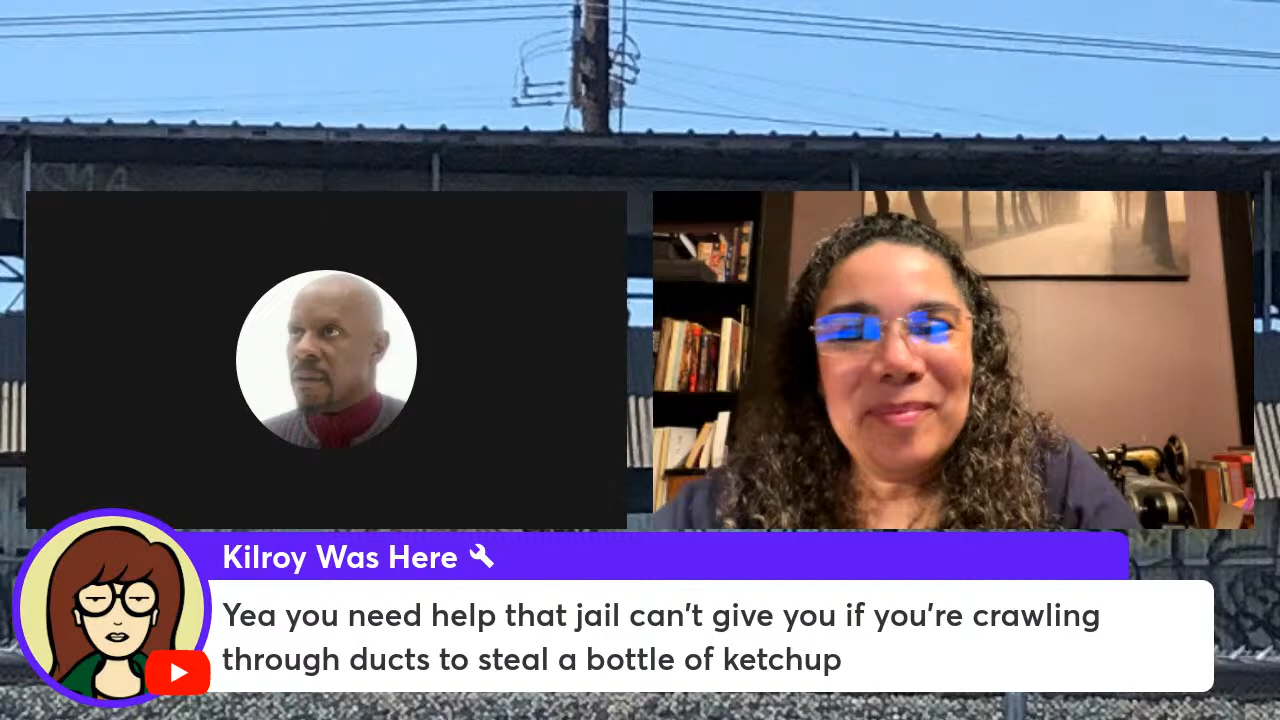 Kilroy Was Here
Yea you need help that jail can't give you if you're crawling
through ducts to steal a bottle of ketchup